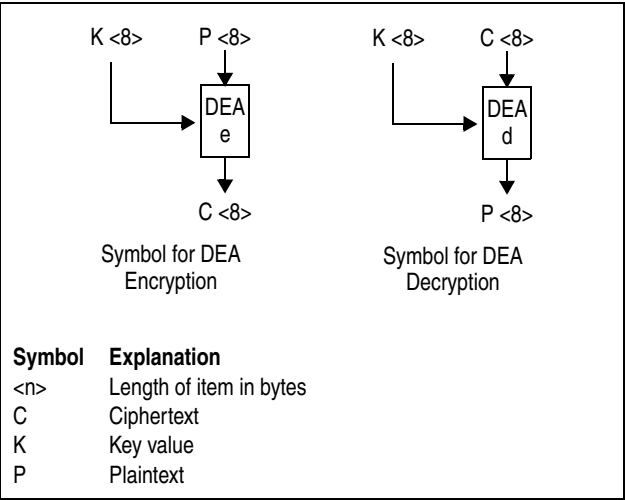 K <8> P <8> K <8> C <8>
DEA DEA
e d
C <8> P <8>
Symbol for DEA Symbol for DEA
Encryption Decryption
Symbol Explanation
<n> Length of item in bytes
C Ciphertext
K Key value
P Plaintext